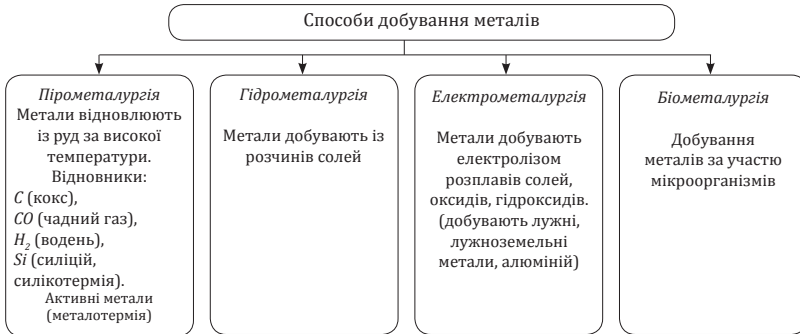 Способи добування металів
Пірометалургія
Метали відновлюють
із руд за високої
температури.
Відновники:
C (кокс),
CO (чадний газ),
H₂ (водень),
Si (силіцій,
силікотермія).
Активні метали
(металотермія)
Гідрометалургія
Метали добувають із
розчинів солей
Електрометалургія
Метали добувають
електролізом
розплавів солей,
оксидів, гідроксидів.
(добувають лужні,
лужноземельні
метали, алюміній)
Біометалургія
Добування
металів за участю
мікроорганізмів